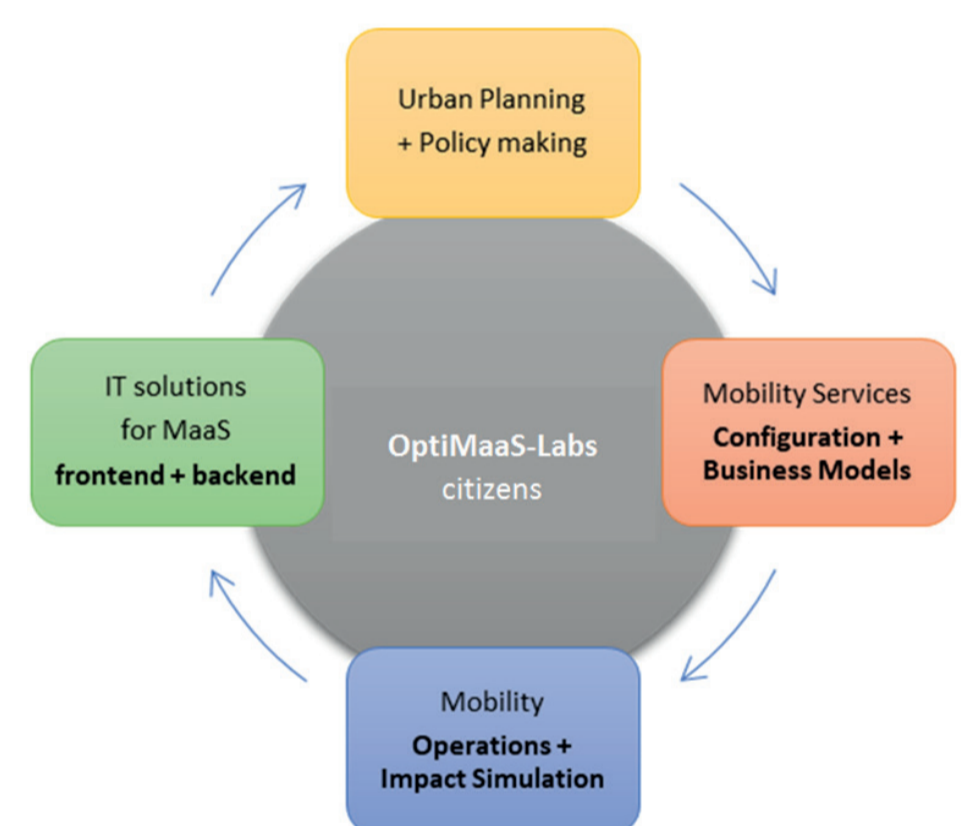 Urban Planning
+ Policy making
IT solutions
for MaaS
frontend + backend
OptiMaaS-Labs
citizens
Mobility Services
Configuration +
Business Models
Mobility
Operations +
Impact Simulation